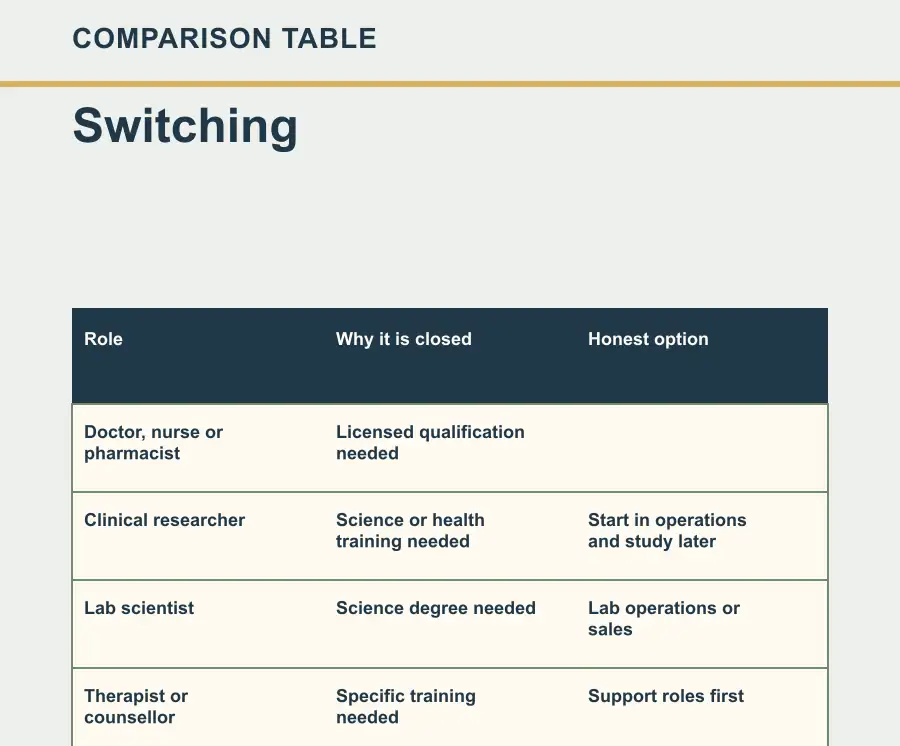 COMPARISON TABLE
Switching
Role Why it is closed Honest option
Doctor, nurse or pharmacist Licensed qualification needed
Clinical researcher Science or health training needed Start in operations and study later
Lab scientist Science degree needed Lab operations or sales
Therapist or counsellor Specific training needed Support roles first